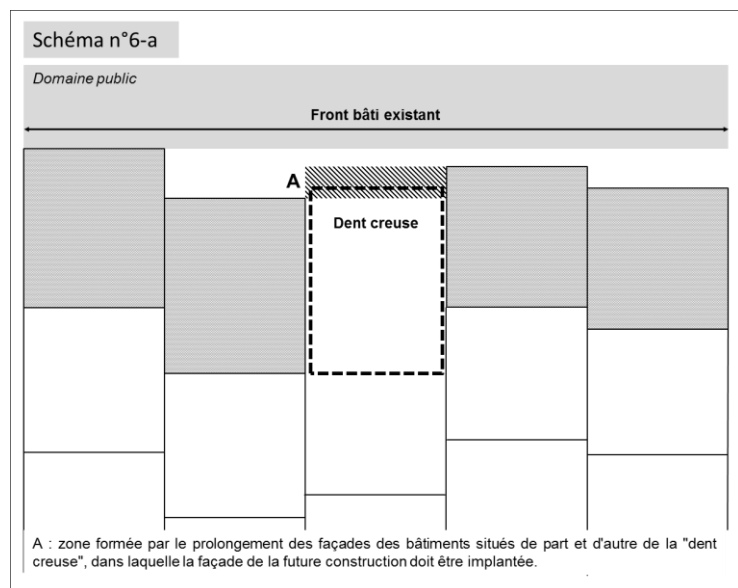 Schéma n°6-a
Domaine public
Front bâti existant
A
Dent creuse
A : zone formée par le prolongement des façades des bâtiments situés de part et d'autre de la "dent
creuse", dans laquelle la façade de la future construction doit être implantée.